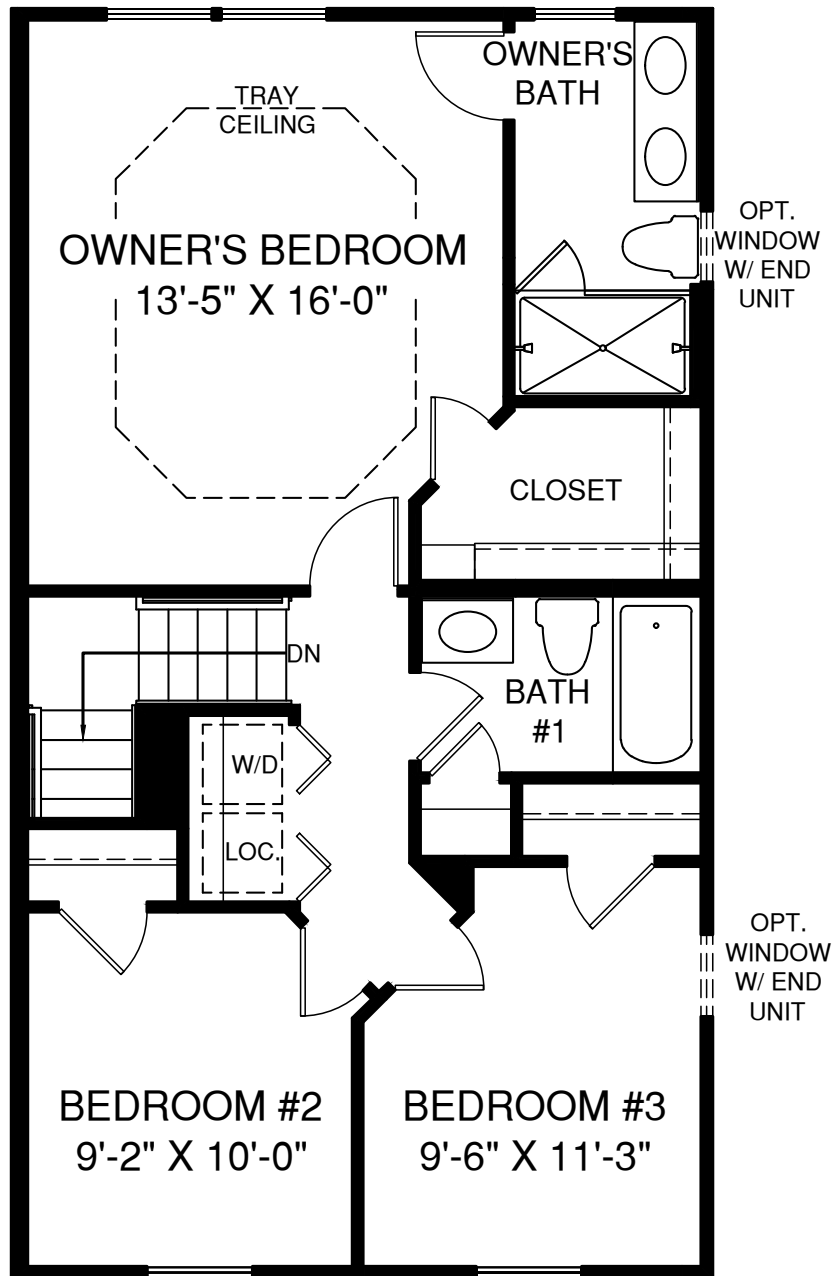 OWNER'S
BATH
TRAY
CEILING
OPT.
WINDOW
W/ END
UNIT
OWNER'S BEDROOM
13'-5" X 16'-0"
CLOSET
DN
BATH
#1
W/D
LOC.
OPT.
WINDOW
W/ END
UNIT
BEDROOM #2
9'-2" X 10'-0"
BEDROOM #3
9'-6" X 11'-3"